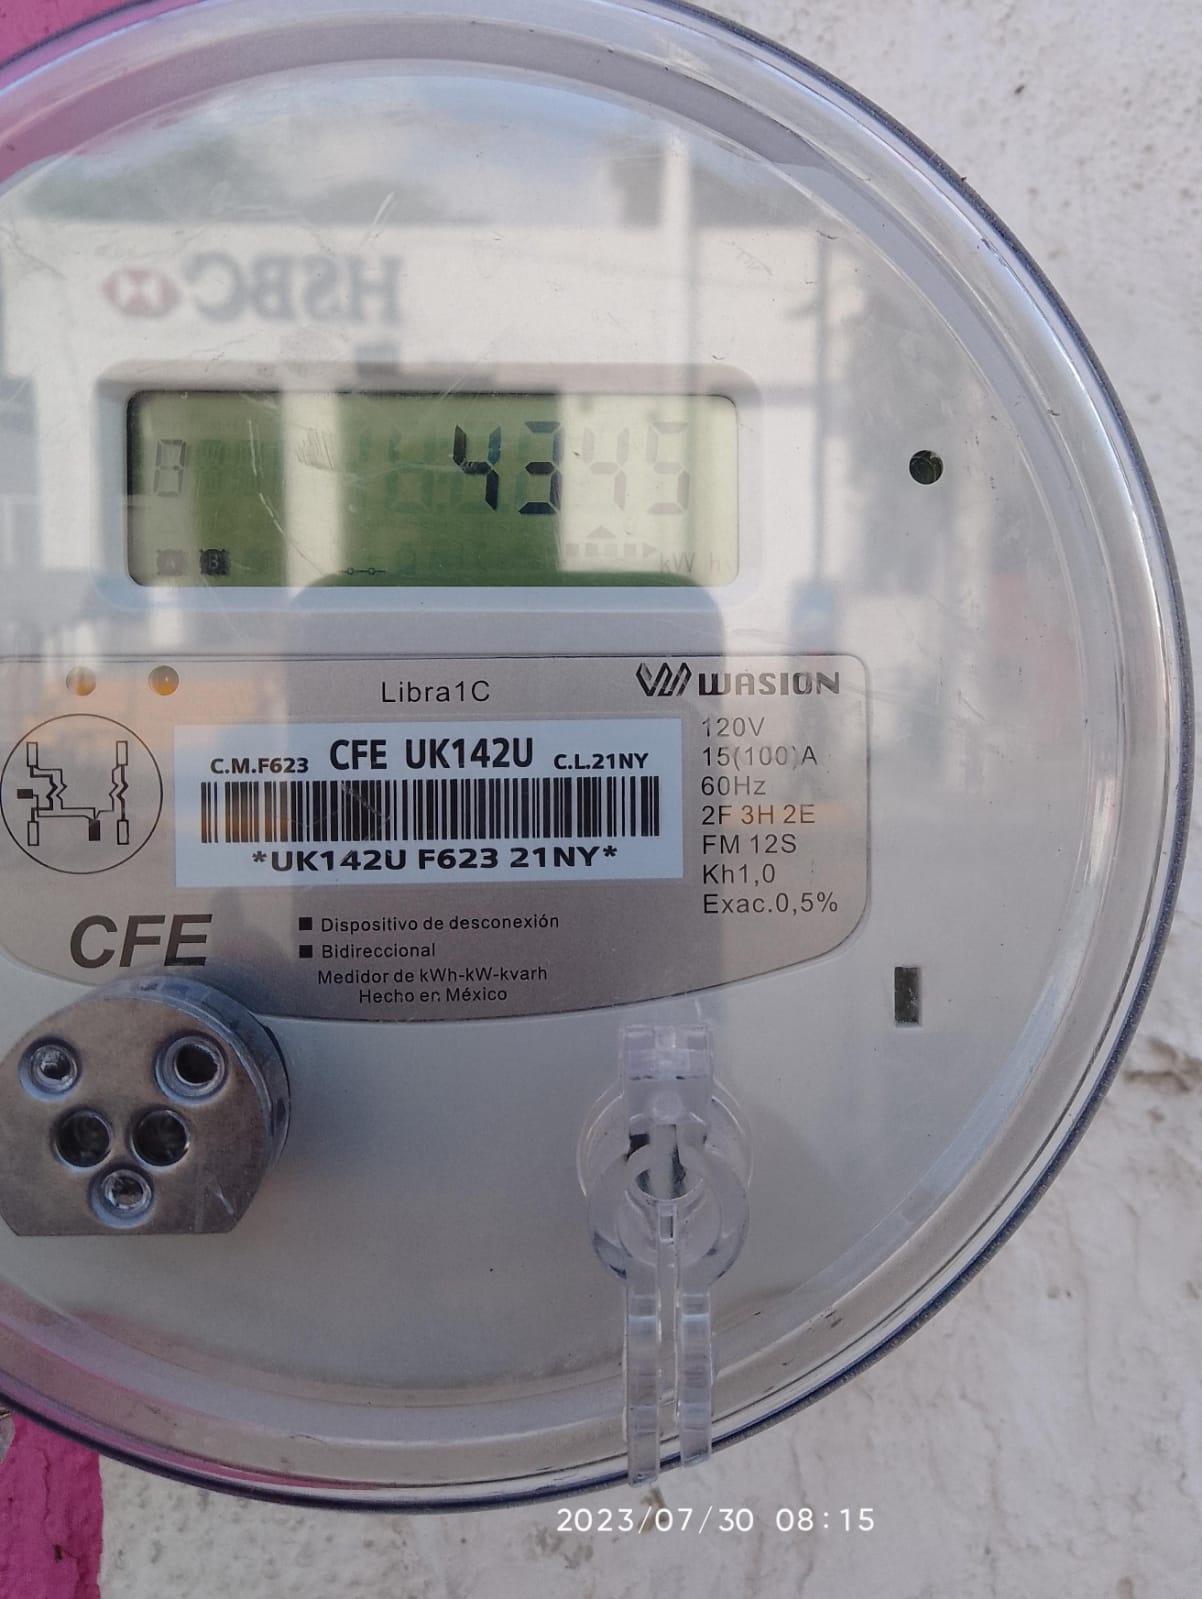 HSBC
8 4345
A B
kW h
Libra1C
WASION
C.M.F623 CFE UK142U C.L.21NY
*UK142U F623 21NY*
120V
15(100)A
60Hz
2F 3H 2E
FM 12S
Kh1,0
Exac.0,5%
CFE
Dispositivo de desconexión
Bidireccional
Medidor de kWh-kW-kvarh
Hecho en México
2023/07/30 08:15